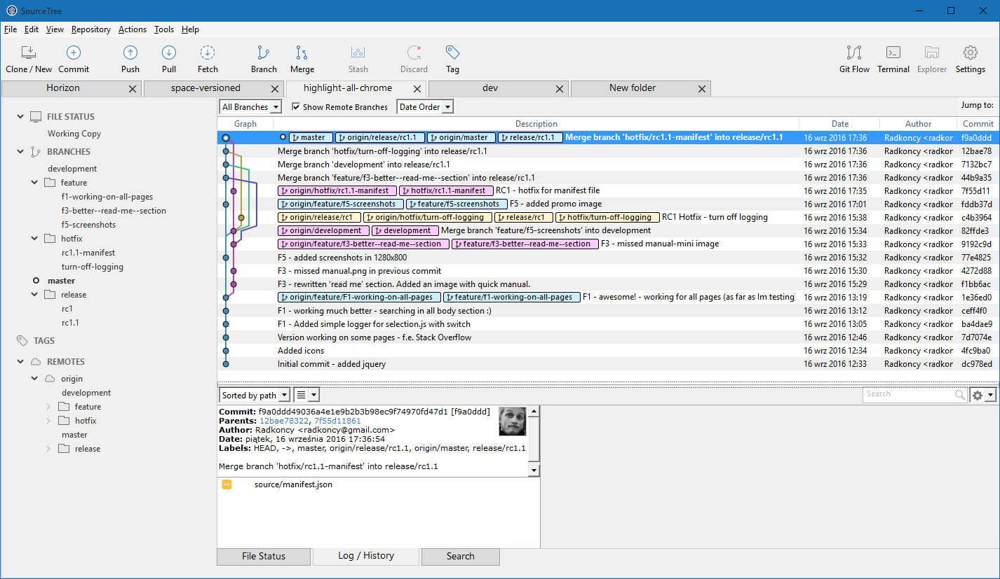 SourceTree
File Edit View Repository Actions Tools Help
Clone / New Commit Push Pull Fetch Branch Merge Stash Discard Tag Git Flow Terminal Explorer Settings
Horizon space-versioned highlight-all-chrome dev New folder
All Branches Show Remote Branches Date Order Jump to:
Graph Description Date Author Commit
master origin/release/rc1.1 origin/master release/rc1.1 Merge branch 'hotfix/rc1.1-manifest' into release/rc1.1 16 wrz 2016 17:36 Radkoncy <radkor f9a0ddd
Merge branch 'hotfix/turn-off-logging' into release/rc1.1 16 wrz 2016 17:36 Radkoncy <radkor 12bae78
Merge branch 'development' into release/rc1.1 16 wrz 2016 17:36 Radkoncy <radkor 7132bc7
Merge branch 'feature/f3-better--read-me--section' into release/rc1.1 16 wrz 2016 17:36 Radkoncy <radkor 44b9a35
origin/hotfix/rc1.1-manifest hotfix/rc1.1-manifest RC1 - hotfix for manifest file 16 wrz 2016 17:35 Radkoncy <radkor 7f55d11
origin/feature/f5-screenshots feature/f5-screenshots F5 - added promo image 16 wrz 2016 17:01 Radkoncy <radkor fddb37d
origin/release/rc1 origin/hotfix/turn-off-logging release/rc1 hotfix/turn-off-logging RC1 Hotfix - turn off logging 16 wrz 2016 15:38 Radkoncy <radkor c4b3964
origin/development development Merge branch 'feature/f5-screenshots' into development 16 wrz 2016 15:34 Radkoncy <radkor 82ffde3
origin/feature/f3-better--read-me--section feature/f3-better--read-me--section F3 - missed manual-mini image 16 wrz 2016 15:33 Radkoncy <radkor 9192c9d
F5 - added screenshots in 1280x800 16 wrz 2016 15:32 Radkoncy <radkor 77e4825
F3 - missed manual.png in previous commit 16 wrz 2016 15:30 Radkoncy <radkor 4272d88
F3 - rewritten 'read me' section. Added an image with quick manual. 16 wrz 2016 15:29 Radkoncy <radkor f1bb6ac
origin/feature/F1-working-on-all-pages feature/f1-working-on-all-pages F1 - awesome! - working for all pages (as far as Im testing) 16 wrz 2016 13:19 Radkoncy <radkor 1e36ed0
F1 - working much better - searching in all body section :) 16 wrz 2016 13:12 Radkoncy <radkor ceff4f0
F1 - Added simple logger for selection.js with switch 16 wrz 2016 13:05 Radkoncy <radkor ba4dae9
Version working on some pages - f.e. Stack Overflow 16 wrz 2016 12:46 Radkoncy <radkor 7d7074e
Added icons 16 wrz 2016 12:34 Radkoncy <radkor 4fc9ba0
Initial commit - added jquery 16 wrz 2016 12:33 Radkoncy <radkor dc978ed
FILE STATUS
Working Copy
BRANCHES
development
feature
f1-working-on-all-pages
f3-better--read-me--section
f5-screenshots
hotfix
rc1.1-manifest
turn-off-logging
master
release
rc1
rc1.1
TAGS
REMOTES
origin
development
feature
hotfix
master
release
Sorted by path Search
Commit: f9a0ddd49036a4e1e9b2b3b98ec9f74970fd47d1 [f9a0ddd]
Parents: 12bae78322, 7f55d11861
Author: Radkoncy <radkoncy@gmail.com>
Date: piątek, 16 września 2016 17:36:54
Labels: HEAD, ->, master, origin/release/rc1.1, origin/master, release/rc1.1
Merge branch 'hotfix/rc1.1-manifest' into release/rc1.1
source/manifest.json
File Status Log / History Search